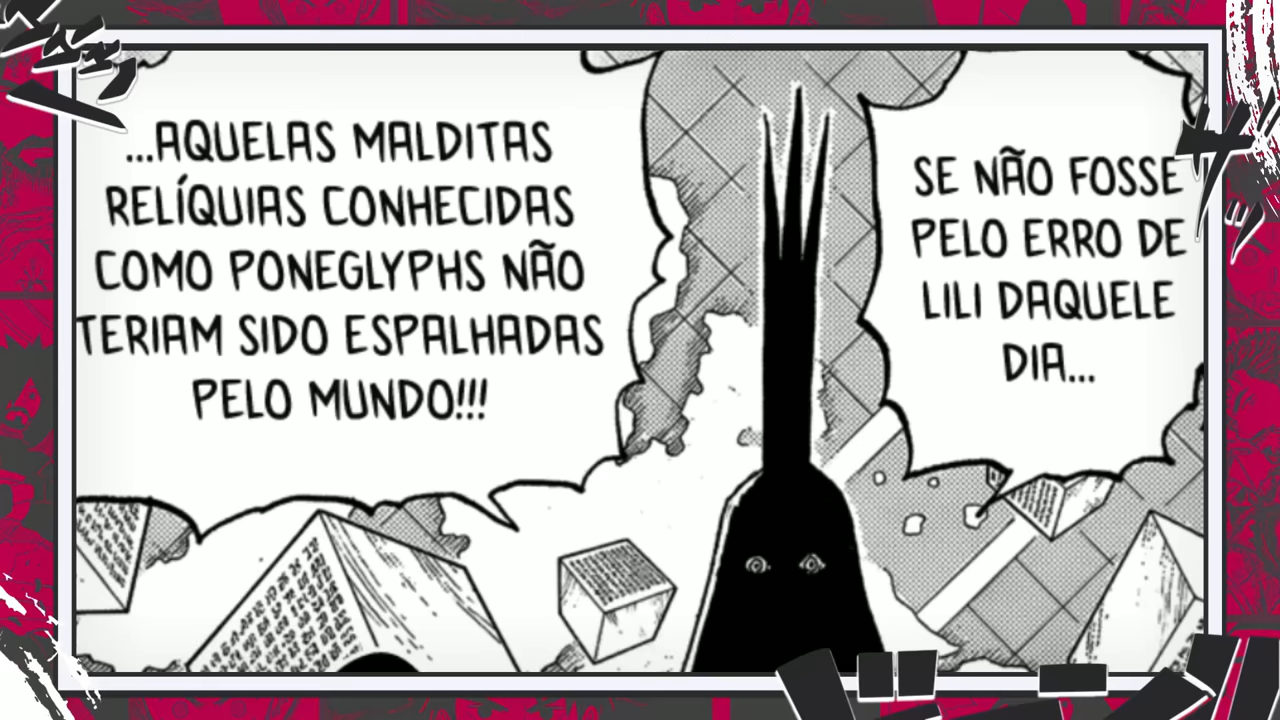 SE NÃO FOSSE
PELO ERRO DE
LILI DAQUELE
DIA...
...AQUELAS MALDITAS
RELÍQUIAS CONHECIDAS
COMO PONEGLYPHS NÃO
TERIAM SIDO ESPALHADAS
PELO MUNDO!!!